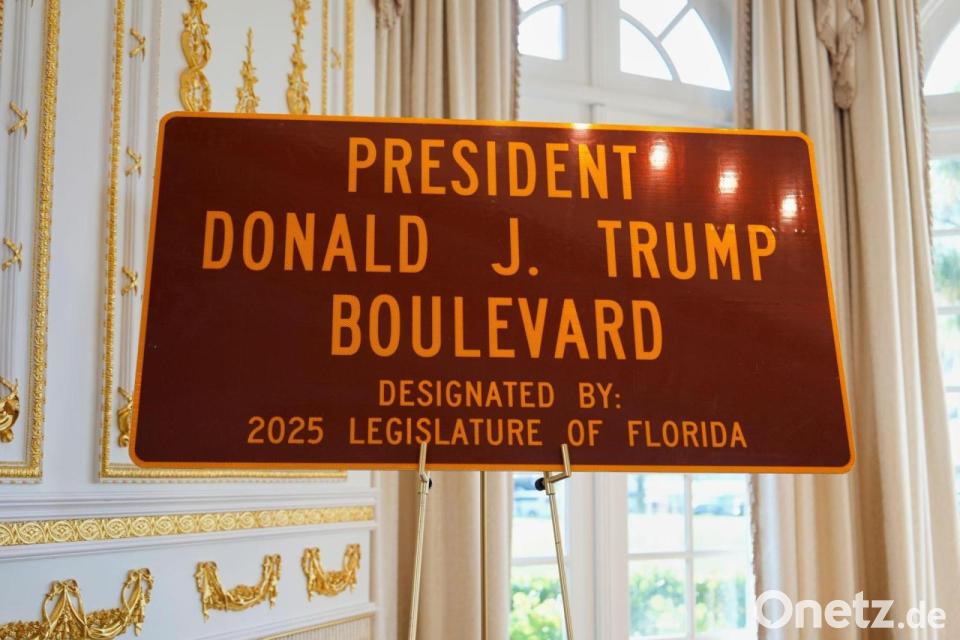 PRESIDENT
DONALD J. TRUMP
BOULEVARD
DESIGNATED BY:
2025 LEGISLATURE OF FLORIDA
Onetz.de